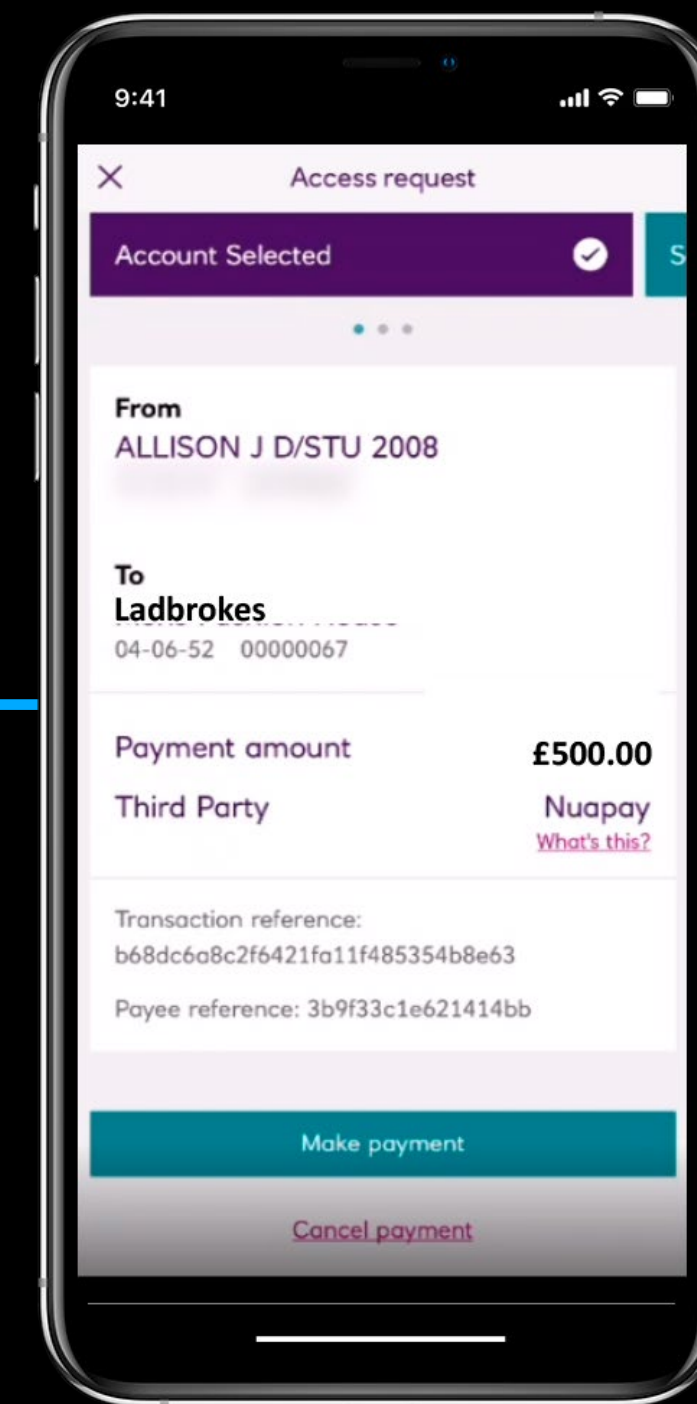 9:41
Access request
Account Selected
S
From
ALLISON J D/STU 2008
To
Ladbrokes
04-06-52 00000067
Payment amount £500.00
Third Party Nuapay
What's this?
Transaction reference:
b68dc6a8c2f6421fa11f485354b8e63
Payee reference: 3b9f33c1e621414bb
Make payment
Cancel payment